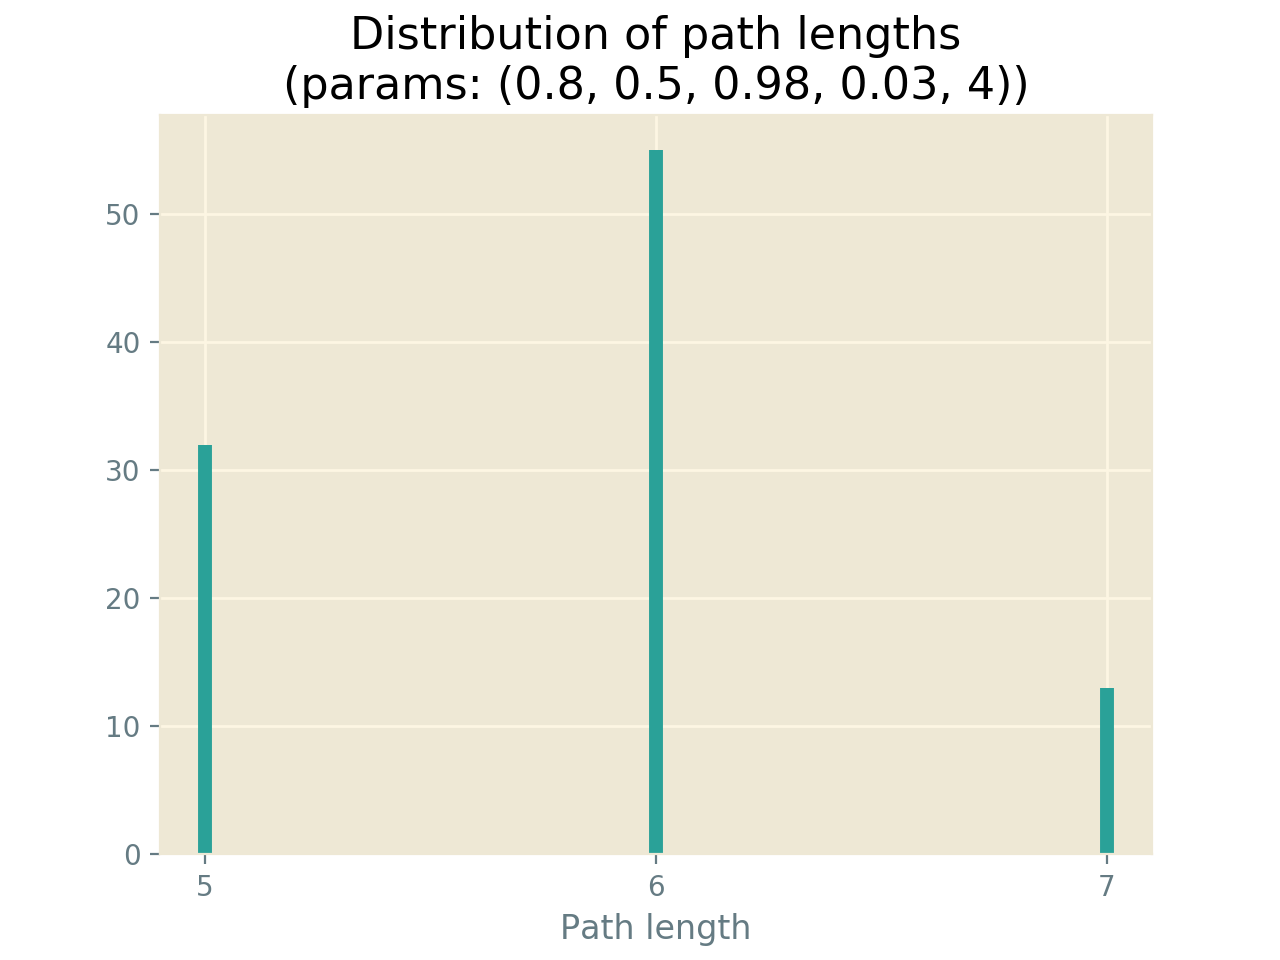 Distribution of path lengths
(params: (0.8, 0.5, 0.98, 0.03, 4))
50
40
30
20
10
0
5 6 7
Path length